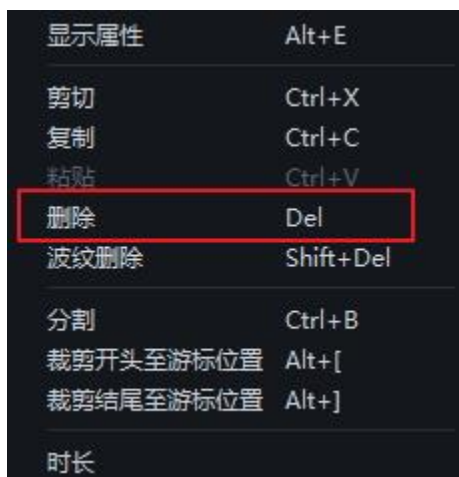 显示属性 Alt+E
剪切 Ctrl+X
复制 Ctrl+C
粘贴 Ctrl+V
删除 Del
波纹删除 Shift+Del
分割 Ctrl+B
裁剪开头至游标位置 Alt+[
裁剪结尾至游标位置 Alt+]
时长